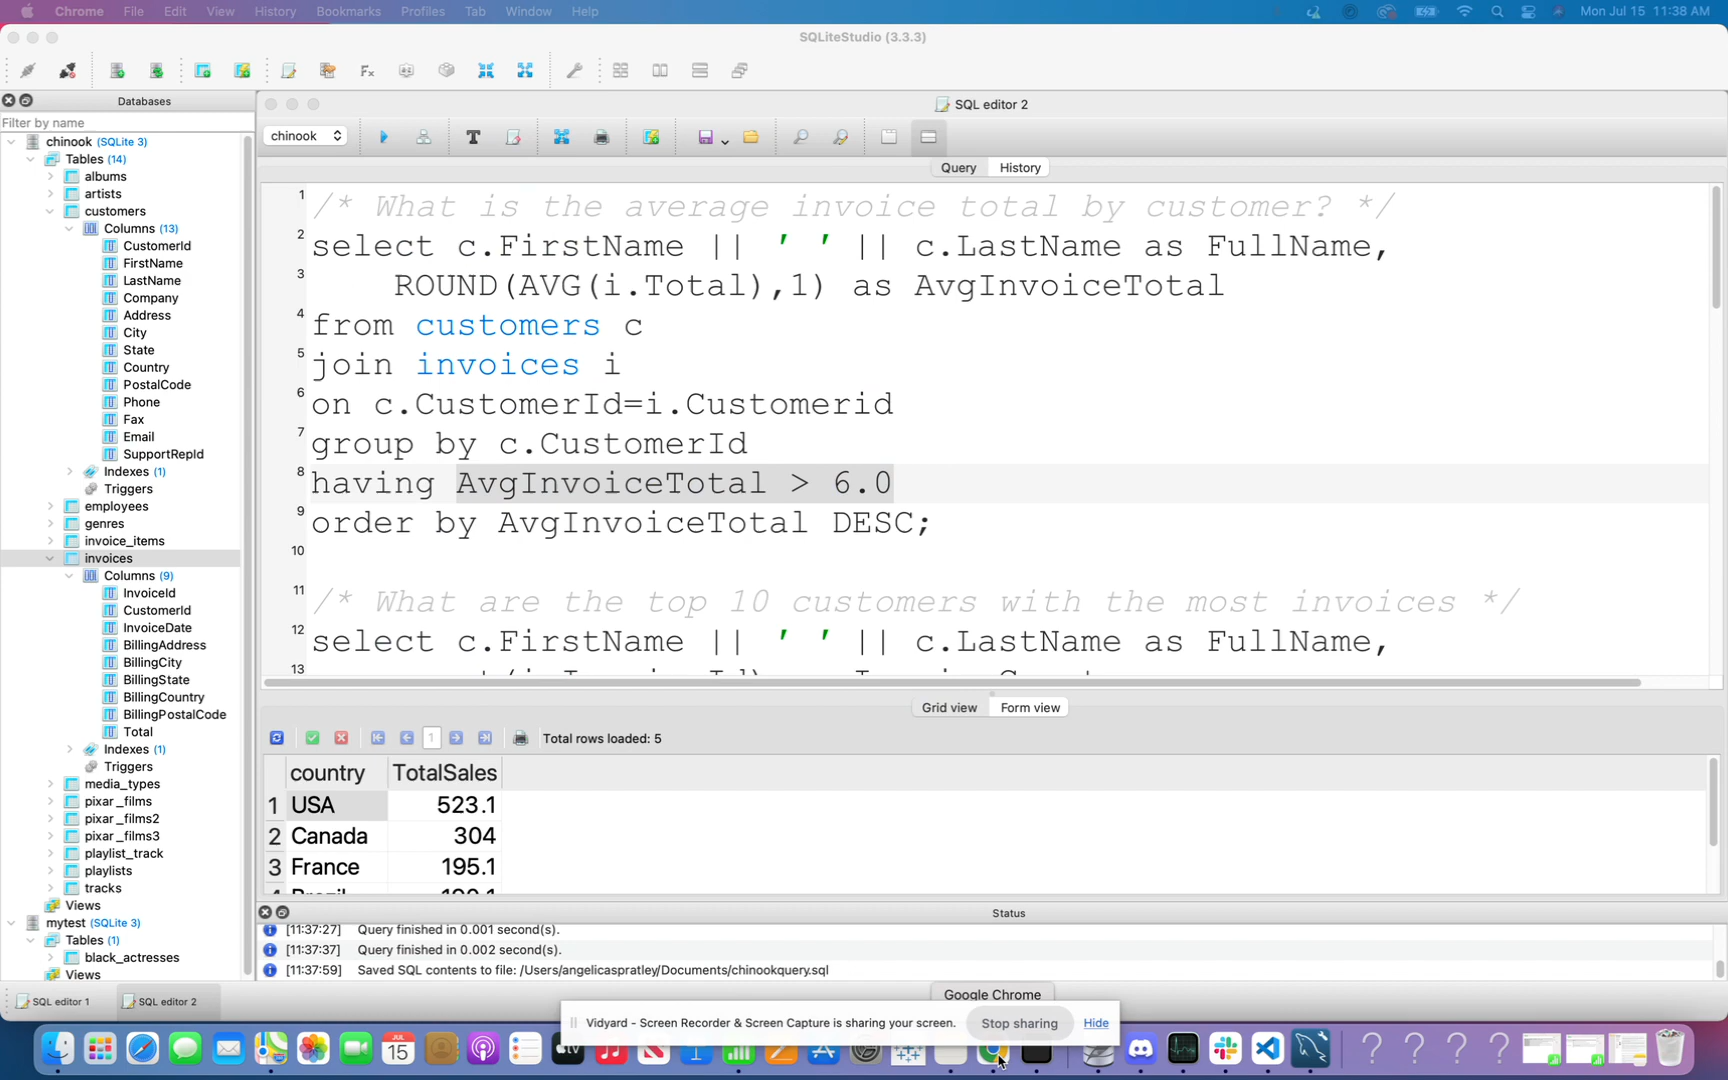 Chrome File Edit View History Bookmarks Profiles Tab Window Help Mon Jul 15 11:38 AM
SQLiteStudio (3.3.3)
Databases
Filter by name
chinook (SQLite 3)
Tables (14)
albums
artists
customers
Columns (13)
CustomerId
FirstName
LastName
Company
Address
City
State
Country
PostalCode
Phone
Fax
Email
SupportRepId
Indexes (1)
Triggers
employees
genres
invoice_items
invoices
Columns (9)
InvoiceId
CustomerId
InvoiceDate
BillingAddress
BillingCity
BillingState
BillingCountry
BillingPostalCode
Total
Indexes (1)
Triggers
media_types
pixar_films
pixar_films2
pixar_films3
playlist_track
playlists
tracks
Views
mytest (SQLite 3)
Tables (1)
black_actresses
Views
SQL editor 2
chinook
Query History
1 /* What is the average invoice total by customer? */
2 select c.FirstName || ' ' || c.LastName as FullName,
3 ROUND(AVG(i.Total),1) as AvgInvoiceTotal
4 from customers c
5 join invoices i
6 on c.CustomerId=i.Customerid
7 group by c.CustomerId
8 having AvgInvoiceTotal > 6.0
9 order by AvgInvoiceTotal DESC;
10
11 /* What are the top 10 customers with the most invoices */
12 select c.FirstName || ' ' || c.LastName as FullName,
13
Grid view Form view
1 Total rows loaded: 5
country TotalSales
1 USA 523.1
2 Canada 304
3 France 195.1
Status
[11:37:27] Query finished in 0.001 second(s).
[11:37:37] Query finished in 0.002 second(s).
[11:37:59] Saved SQL contents to file: /Users/angelicaspratley/Documents/chinookquery.sql
SQL editor 1 SQL editor 2
Google Chrome
Vidyard - Screen Recorder & Screen Capture is sharing your screen. Stop sharing Hide
JUL
15